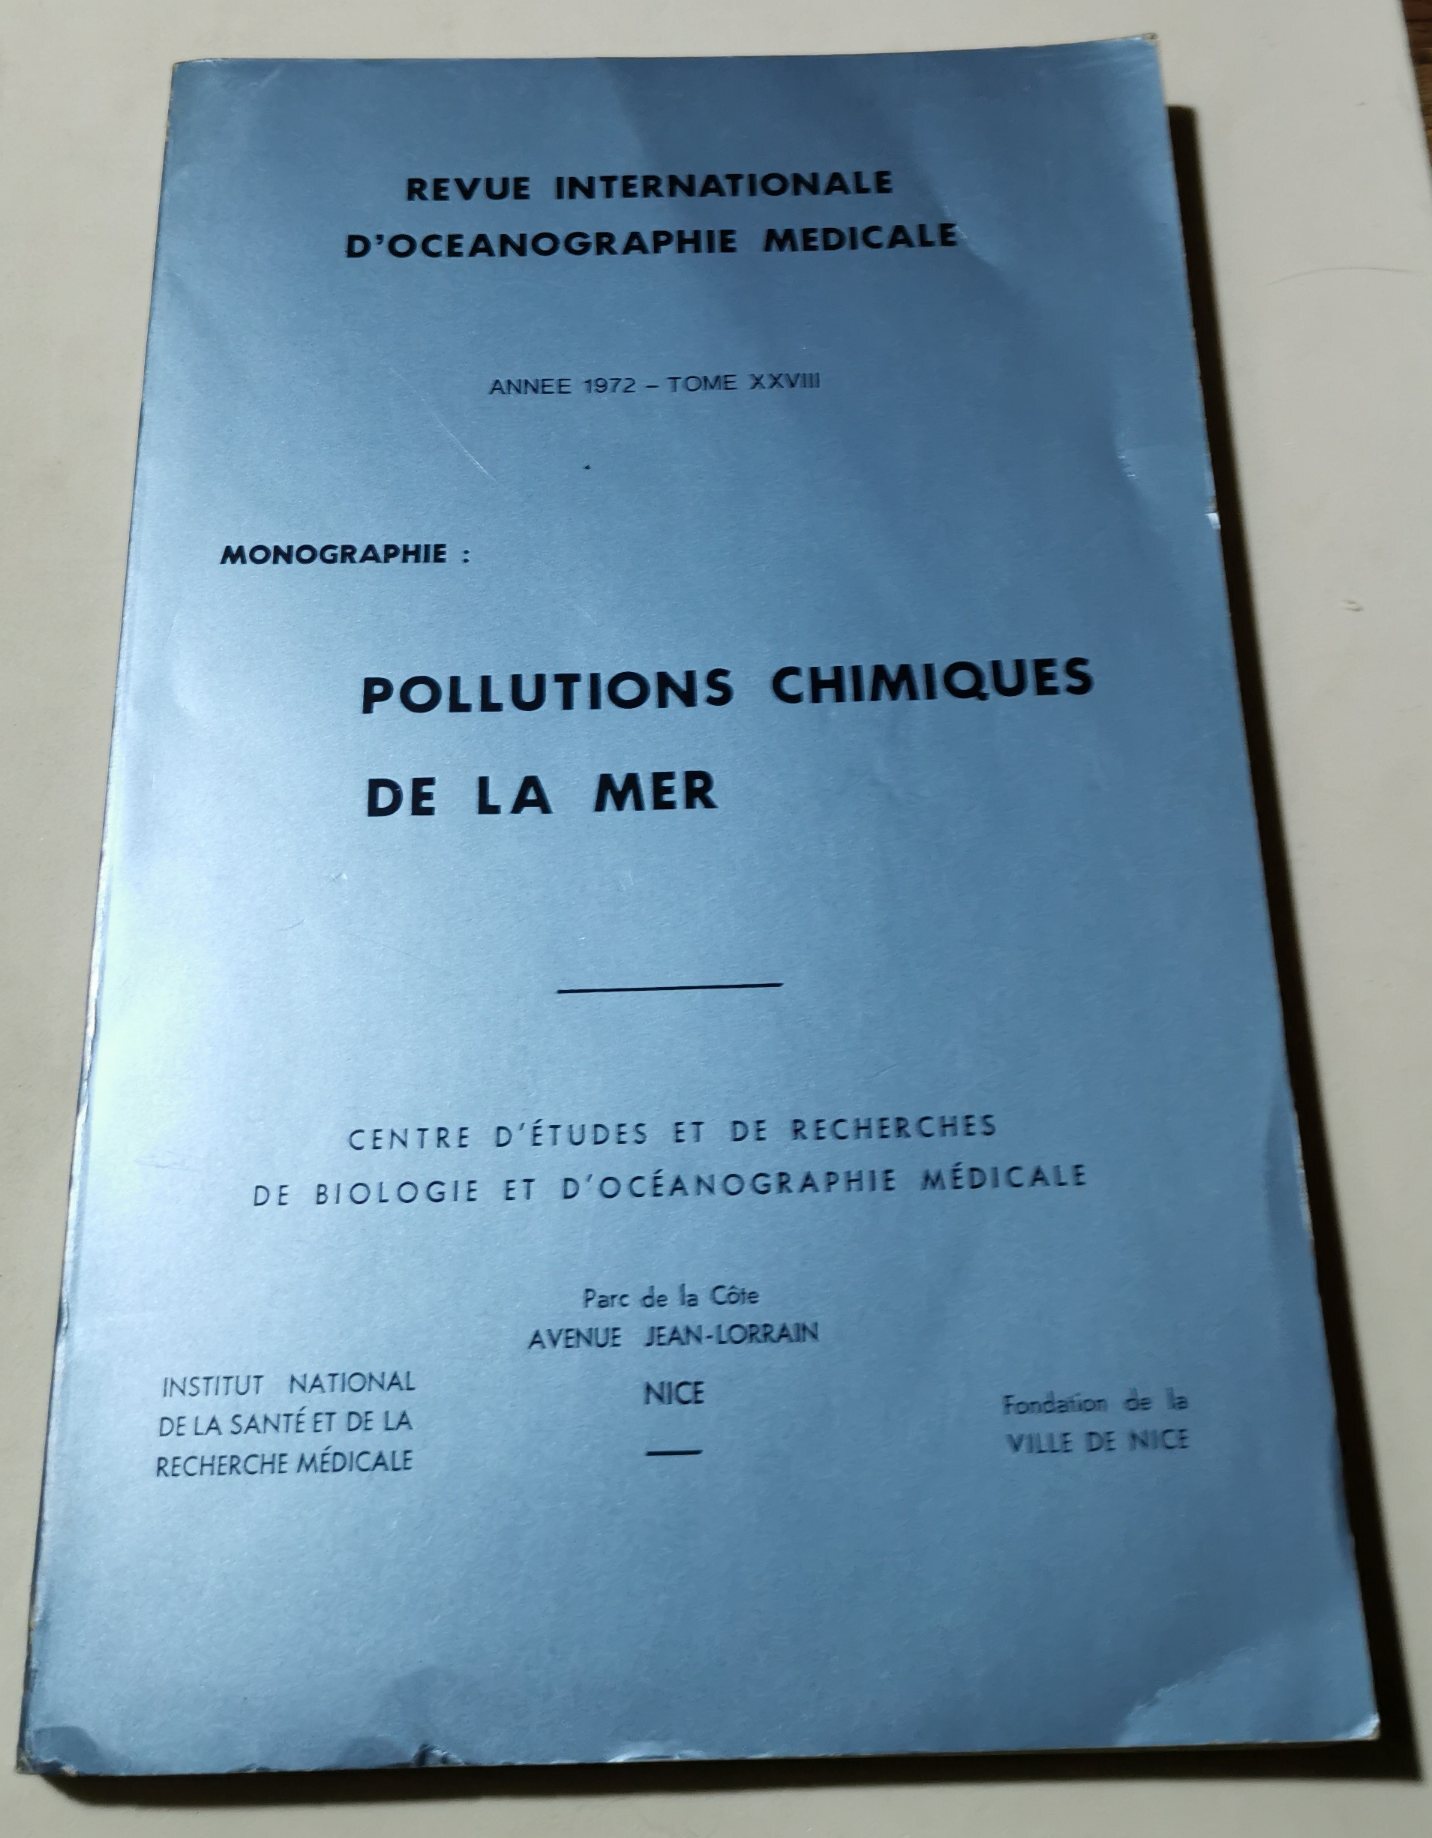 REVUE INTERNATIONALE
D'OCEANOGRAPHIE MEDICALE
ANNEE 1972 – TOME XXVIII
MONOGRAPHIE :
POLLUTIONS CHIMIQUES
DE LA MER
CENTRE D'ÉTUDES ET DE RECHERCHES
DE BIOLOGIE ET D'OCÉANOGRAPHIE MÉDICALE
Parc de la Côte
AVENUE JEAN-LORRAIN
NICE
INSTITUT NATIONAL
DE LA SANTÉ ET DE LA
RECHERCHE MÉDICALE
Fondation de la
VILLE DE NICE